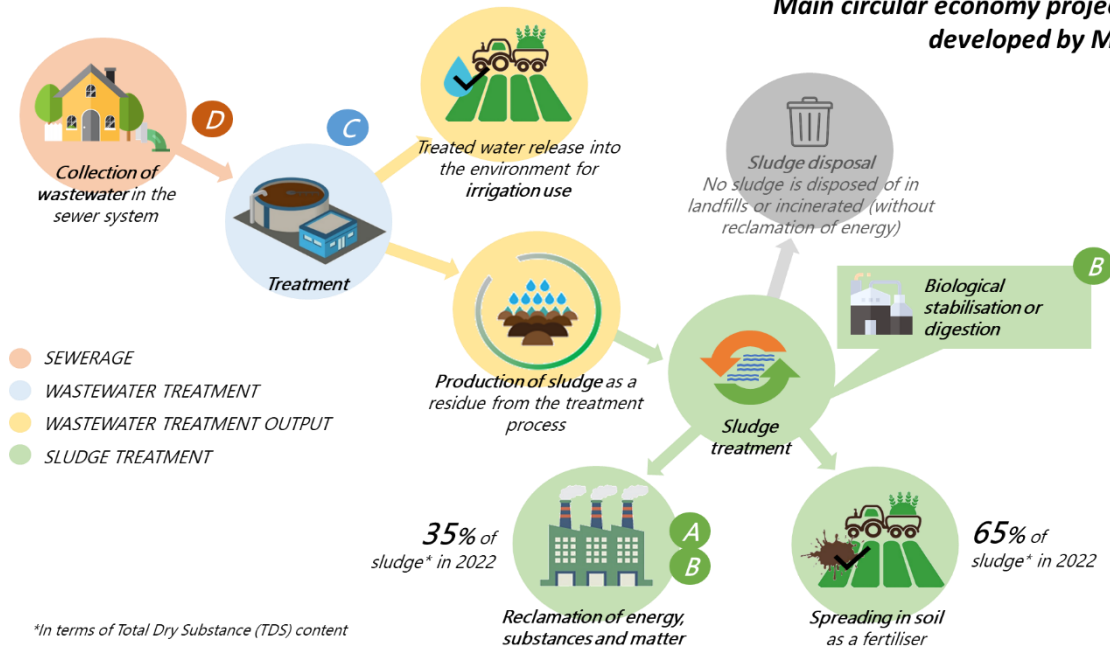 Main circular economy projec
developed by M
D
C
Collection of
wastewater in the
sewer system
Treated water release into
the environment for
irrigation use
Treatment
Sludge disposal
No sludge is disposed of in
landfills or incinerated (without
reclamation of energy)
B
Biological
stabilisation or
digestion
SEWERAGE
WASTEWATER TREATMENT
WASTEWATER TREATMENT OUTPUT
SLUDGE TREATMENT
Production of sludge as a
residue from the treatment
process
Sludge
treatment
35% of
sludge* in 2022
A
B
65% of
sludge* in 2022
Reclamation of energy,
substances and matter
Spreading in soil
as a fertiliser
*In terms of Total Dry Substance (TDS) content